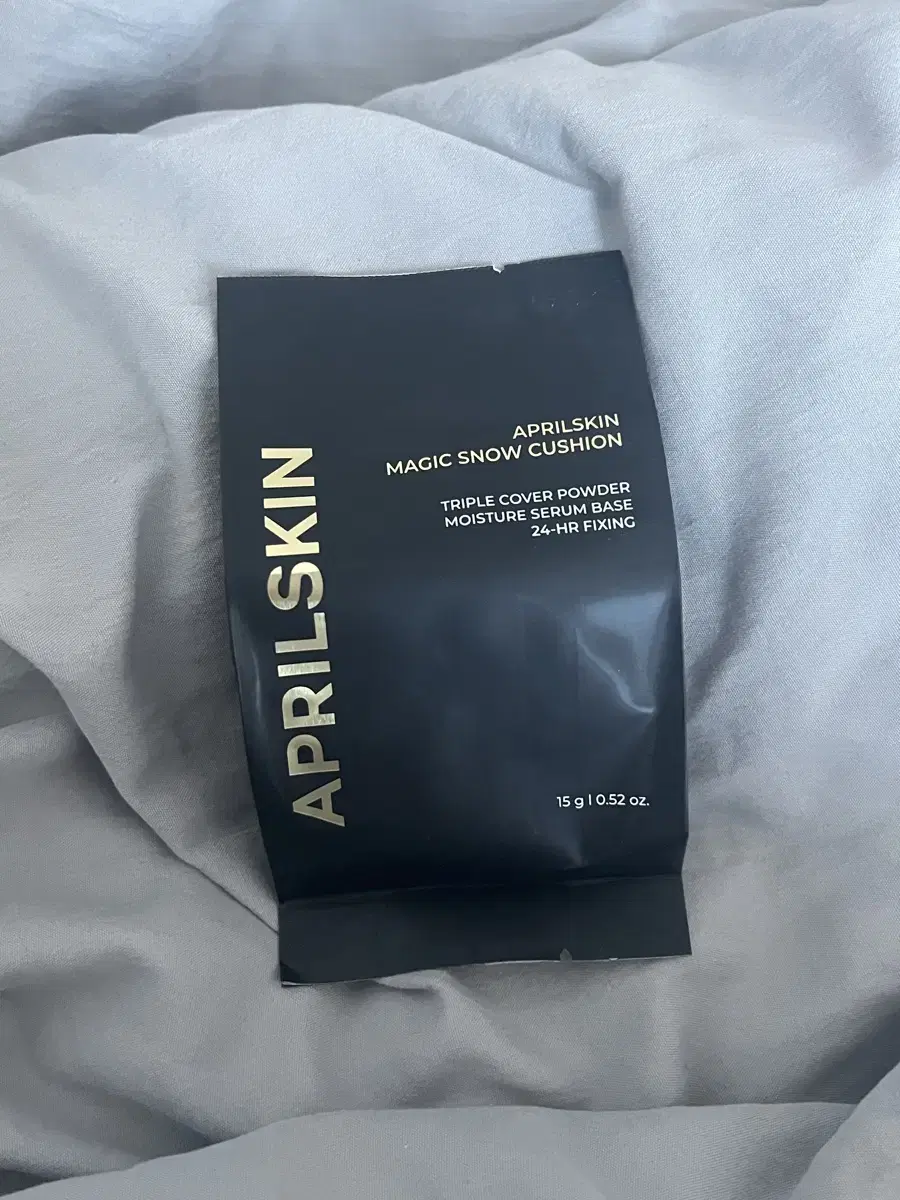 APRILSKIN
APRILSKIN
MAGIC SNOW CUSHION
TRIPLE COVER POWDER
MOISTURE SERUM BASE
24-HR FIXING
15 g l 0.52 oz.